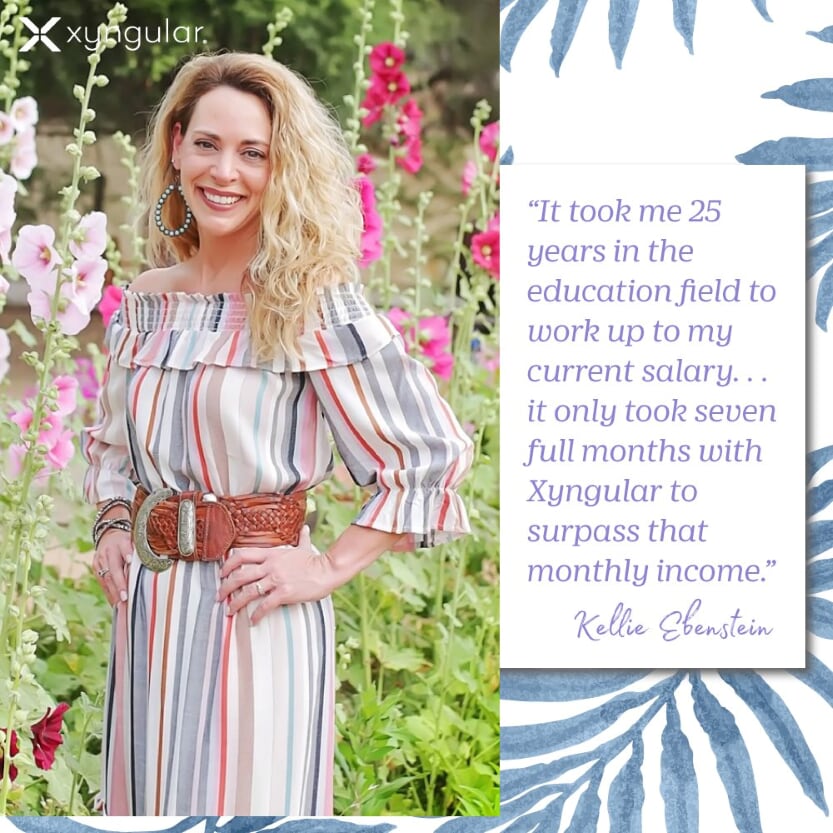 xyngular.
“It took me 25
years in the
education field to
work up to my
current salary. . .
it only took seven
full months with
Xyngular to
surpass that
monthly income.”
Kellie Ebenstein